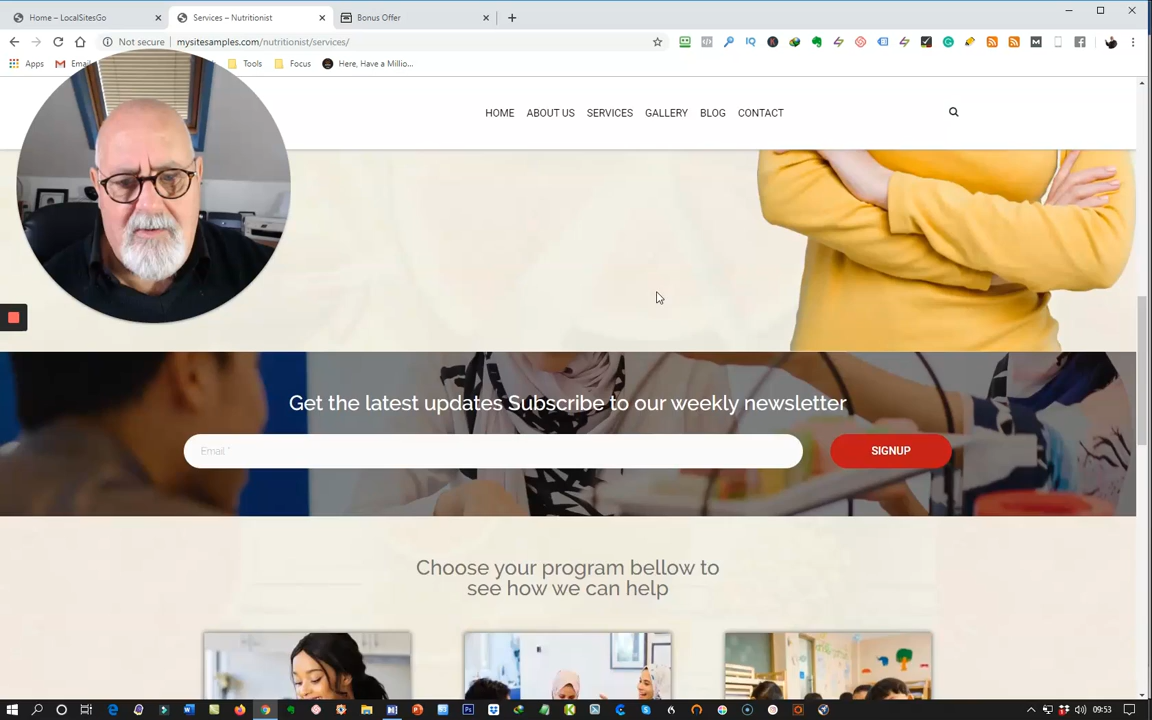 Home – LocalSitesGo
Services – Nutritionist
Bonus Offer
Not secure
mysitesamples.com/nutritionist/services/
Apps
Tools
Focus
Here, Have a Millio...
HOME
ABOUT US
SERVICES
GALLERY
BLOG
CONTACT
Get the latest updates Subscribe to our weekly newsletter
Email *
SIGNUP
Choose your program bellow to
see how we can help
09:53